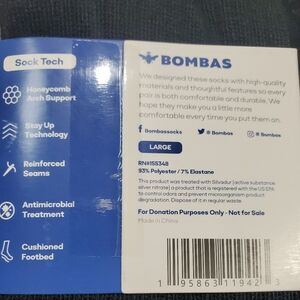 Sock Tech
Honeycomb
Arch Support
Stay Up
Technology
Reinforced
Seams
Antimicrobial
Treatment
Cushioned
Footbed
BOMBAS
We designed these socks with high-quality
materials and thoughtful features so every
pair is both comfortable and durable. We
hope they make you a little more
comfortable every time you put them on.
Bombassocks
@ Bombas
@ Bombas
LARGE
RN#155348
93% Polyester / 7% Elastane
This product was treated with Silvadur (active substance
silver nitrate) a product that is registered with the US EPA
to control odors and prevent microorganism product
degradation. Dispose of it in regular waste.
For Donation Purposes Only - Not for Sale
Made in China
1 95863 11942 3